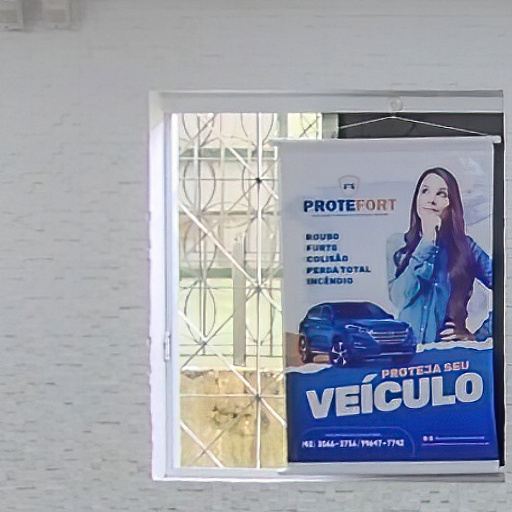 PROTEFORT
ROUBO
FURTO
COLISÃO
PERDA TOTAL
INCÊNDIO
PROTEJA SEU
VEÍCULO